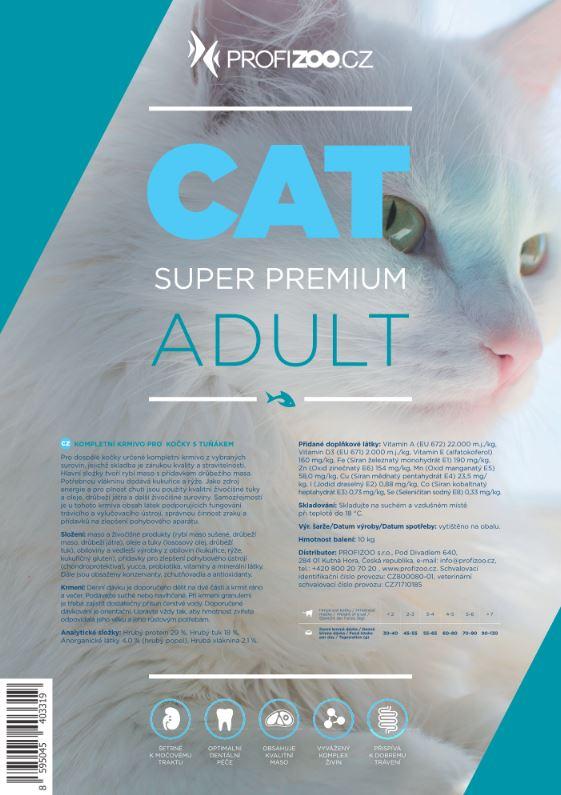 PROFIZOO.CZ
CAT
SUPER PREMIUM
ADULT
CZ KOMPLETNÍ KRMIVO PRO KOČKY S TUŇÁKEM
Pro dospělé kočky určené kompletní krmivo z vybraných
surovin, jejichž skladba je zárukou kvality a stravitelnosti.
Hlavní složky tvoří rybí maso s přídavkem drůbežího masa.
Potřebnou vlákninu dodává kukuřice a rýže. Jako zdroj
energie a pro plnost chuti jsou použity kvalitní živočišné tuky
a oleje, drůbeží játra a další živočišné suroviny. Samozřejmostí
je u tohoto krmiva obsah látek podporujících fungování
trávicího a vylučovacího ústrojí, správnou činnost zraku a
přídavků na zlepšení pohybového aparátu.
Složení: maso a živočišné produkty (rybí maso sušené, drůbeží
maso, drůbeží játra), oleje a tuky (lososový olej, drůbeží
tuk), obiloviny a vedlejší výrobky z obilovin (kukuřice, rýže,
kukuřičný gluten), přídavky pro zlepšení pohybového ústrojí
(chondroprotektiva), yucca, probiotika, vitamíny a minerální látky.
Dále jsou obsaženy konzervanty, zchutňovadla a antioxidanty.
Krmení: Denní dávku je doporučeno dělit na dvě části a krmit ráno
a večer. Podávejte suché nebo navlhčené. Při krmení granulemi
je třeba zajistit dostatečný přísun čerstvé vody. Doporučené
dávkování je orientační. Upravte vždy tak, aby hmotnost zvířete
odpovídala jeho věku a jeho růstovým potřebám.
Analytické složky: Hrubý protein 29 %, Hrubý tuk 18 %,
Anorganické látky 4,0 % (hrubý popel), Hrubá vláknina 2,1 %.
Přidané doplňkové látky: Vitamin A (EU 672) 22.000 m.j./kg,
Vitamin D3 (EU 671) 2.000 m.j./kg, Vitamin E (alfatokoferol)
160 mg/kg, Fe (Síran železnatý monohydrát E1) 190 mg/kg,
Zn (Oxid zinečnatý E6) 154 mg/kg, Mn (Oxid manganatý E5)
58,0 mg/kg, Cu (Síran měďnatý pentahydrát E4) 23,5 mg/
kg, I (Jodid draselný E2) 0,88 mg/kg, Co (Síran kobaltnatý
heptahydrát E3) 0,73 mg/kg, Se (Seleničitan sodný E8) 0,33 mg/kg.
Skladování: Skladujte na suchém a vzdušném místě
při teplotě do 18 °C.
Výr. šarže/Datum výroby/Datum spotřeby: vytištěno na obalu.
Hmotnost balení: 10 kg
Distributor: PROFIZOO s.r.o., Pod Divadlem 640,
284 01 Kutná Hora, Česká republika, e-mail: info@profizoo.cz,
tel.: +420 800 20 70 20 , www.profizoo.cz. Schvalovací
identifikační číslo provozu: CZ800080-01, veterinární
schvalovací číslo provozu: CZ71710185
< 2 2-3 3-4 4-5 5-6 > 7
30-40 45-55 55-65 60-80 70-90 90-130
ŠETRNÉ
K MOČOVÉMU
TRAKTU
OPTIMÁLNÍ
DENTÁLNÍ
PÉČE
OBSAHUJE
KVALITNÍ
MASO
VYVÁŽENÝ
KOMPLEX
ŽIVIN
PŘISPÍVÁ
K DOBRÉMU
TRÁVENÍ
8 595045 403319